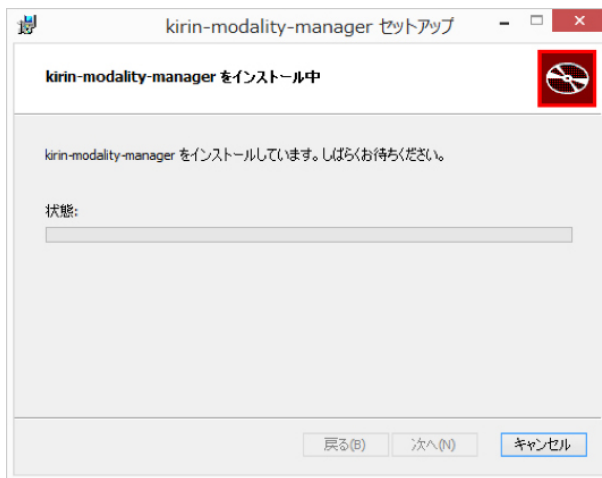 kirin-modality-manager セットアップ
kirin-modality-manager をインストール中
kirin-modality-manager をインストールしています。しばらくお待ちください。
状態:
戻る(B)
次へ(N)
キャンセル